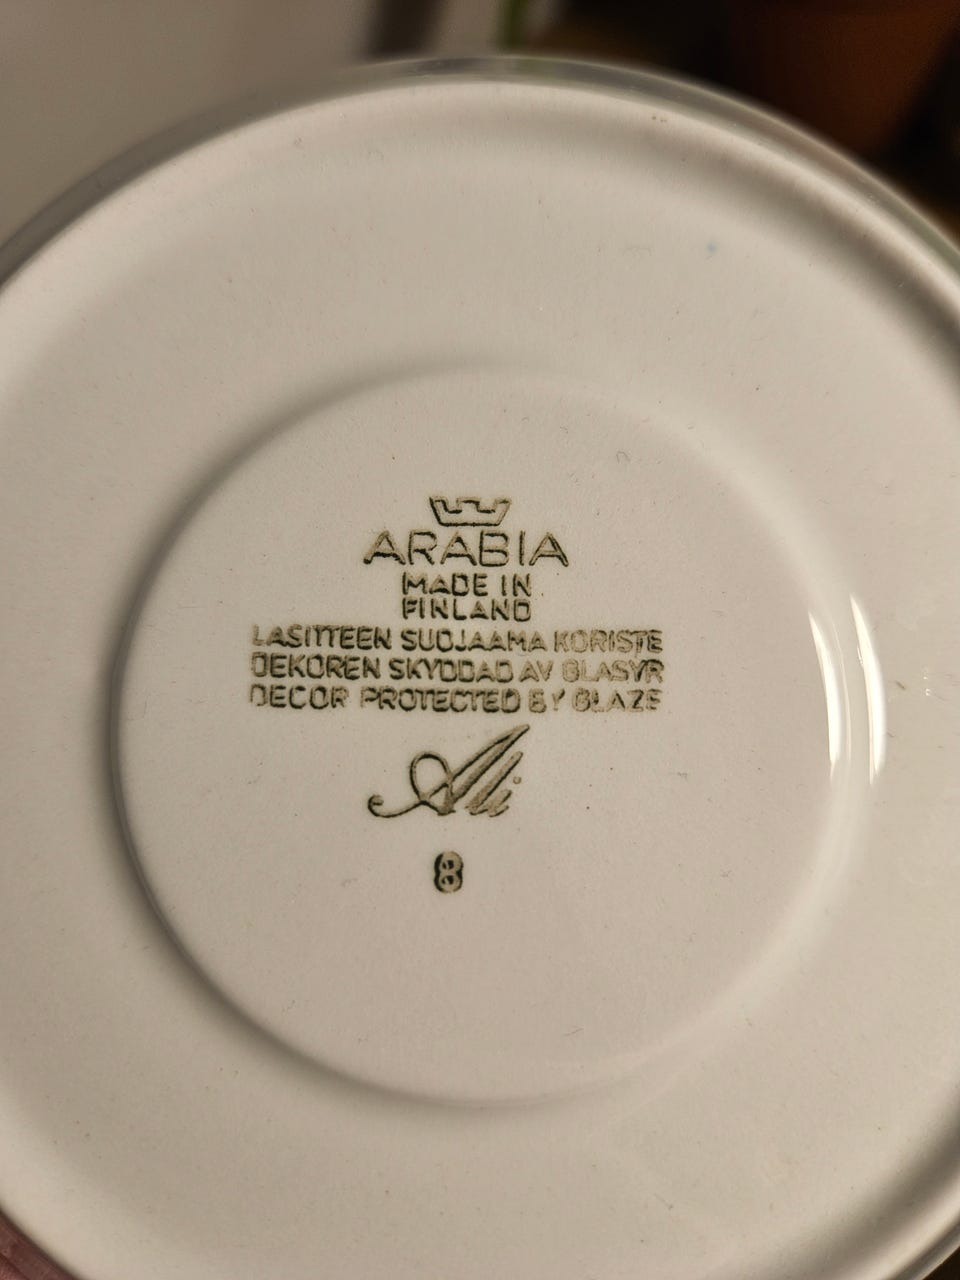 ARABIA
MADE IN
FINLAND
LASITTEEN SUOJAAMA KORISTE
DEKOREN SKYDDAD AV GLASYR
DECOR PROTECTED BY GLAZE
Ali
8